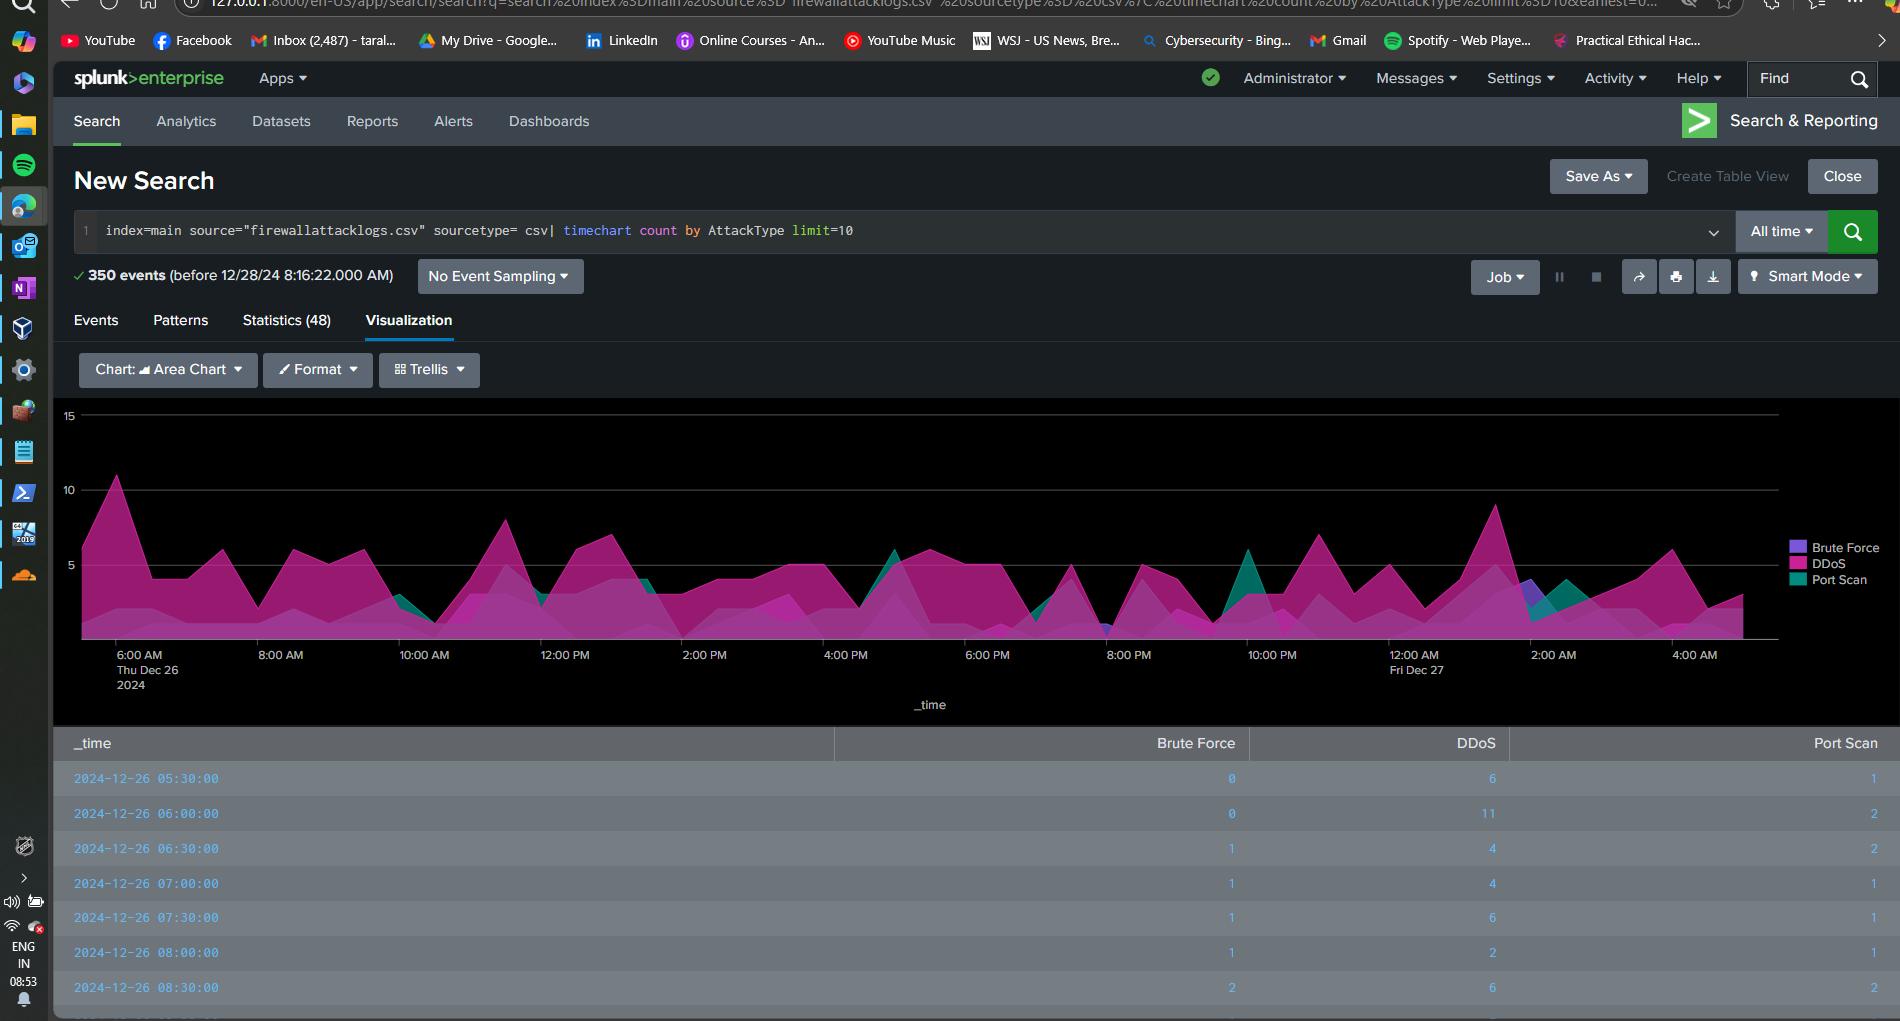 127.0.0.1:8000/en-US/app/search/search?q=search%20index%3Dmain%20source%3D"firewallattacklogs.csv"%20sourcetype%3D%20csv%7C%20timechart%20count%20by%20AttackType%20limit%3D10&earliest=0...
YouTube Facebook Inbox (2,487) - taral... My Drive - Google... LinkedIn Online Courses - An... YouTube Music WSJ WSJ - US News, Bre... Cybersecurity - Bing... Gmail Spotify - Web Playe... Practical Ethical Hac...
splunk>enterprise Apps Administrator Messages Settings Activity Help Find
Search Analytics Datasets Reports Alerts Dashboards Search & Reporting
New Search Save As Create Table View Close
1 index=main source="firewallattacklogs.csv" sourcetype= csv| timechart count by AttackType limit=10 All time
350 events (before 12/28/24 8:16:22.000 AM) No Event Sampling Job Smart Mode
Events Patterns Statistics (48) Visualization
Chart: Area Chart Format Trellis
15
10
5
Brute Force
DDoS
Port Scan
6:00 AM 8:00 AM 10:00 AM 12:00 PM 2:00 PM 4:00 PM 6:00 PM 8:00 PM 10:00 PM 12:00 AM 2:00 AM 4:00 AM
Thu Dec 26 Fri Dec 27
2024
_time
_time Brute Force DDoS Port Scan
2024-12-26 05:30:00 0 6 1
2024-12-26 06:00:00 0 11 2
2024-12-26 06:30:00 1 4 2
2024-12-26 07:00:00 1 4 1
2024-12-26 07:30:00 1 6 1
2024-12-26 08:00:00 1 2 1
2024-12-26 08:30:00 2 6 2
2019
ENG
IN
08:53